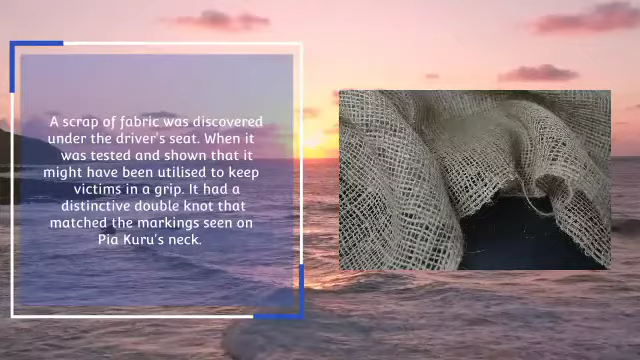 A scrap of fabric was discovered
under the driver's seat. When it
was tested and shown that it
might have been utilised to keep
victims in a grip. It had a
distinctive double knot that
matched the markings seen on
Pia Kuru's neck.